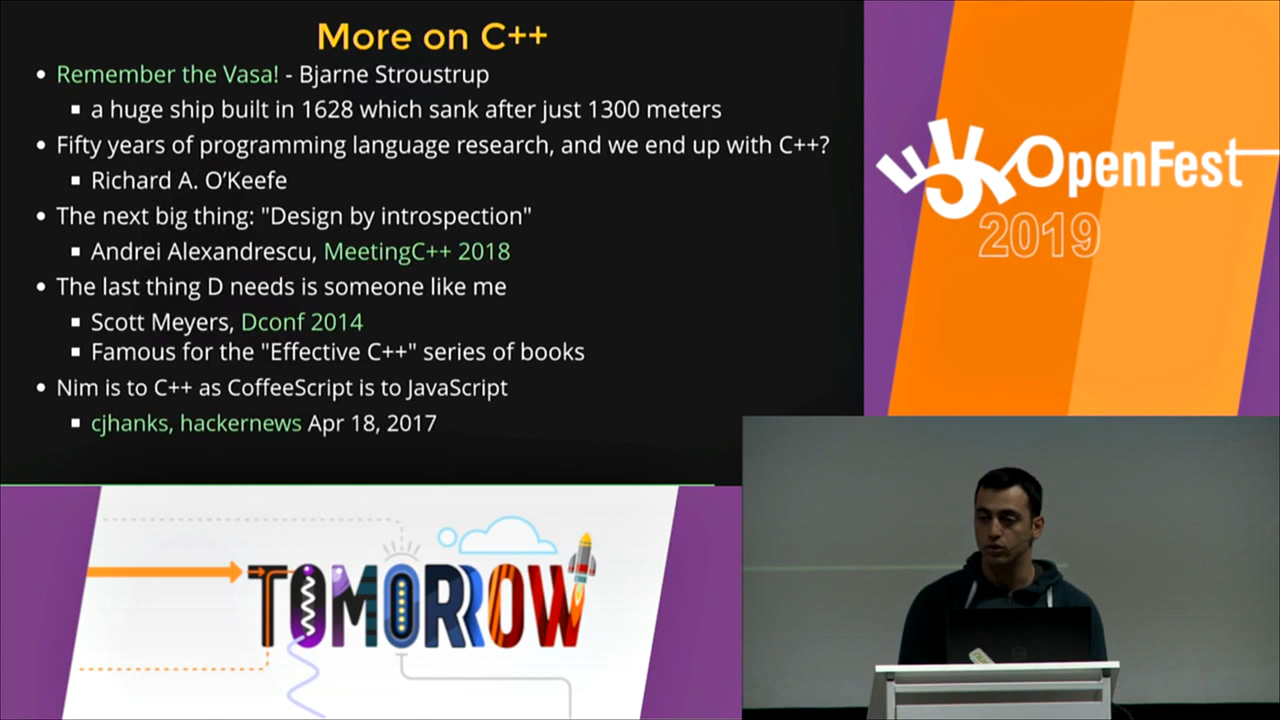 More on C++
• Remember the Vasa! - Bjarne Stroustrup
▪ a huge ship built in 1628 which sank after just 1300 meters
• Fifty years of programming language research, and we end up with C++?
▪ Richard A. O'Keefe
• The next big thing: "Design by introspection"
▪ Andrei Alexandrescu, MeetingC++ 2018
• The last thing D needs is someone like me
▪ Scott Meyers, Dconf 2014
▪ Famous for the "Effective C++" series of books
• Nim is to C++ as CoffeeScript is to JavaScript
▪ cjhanks, hackernews Apr 18, 2017
OpenFest
2019
TOMORROW